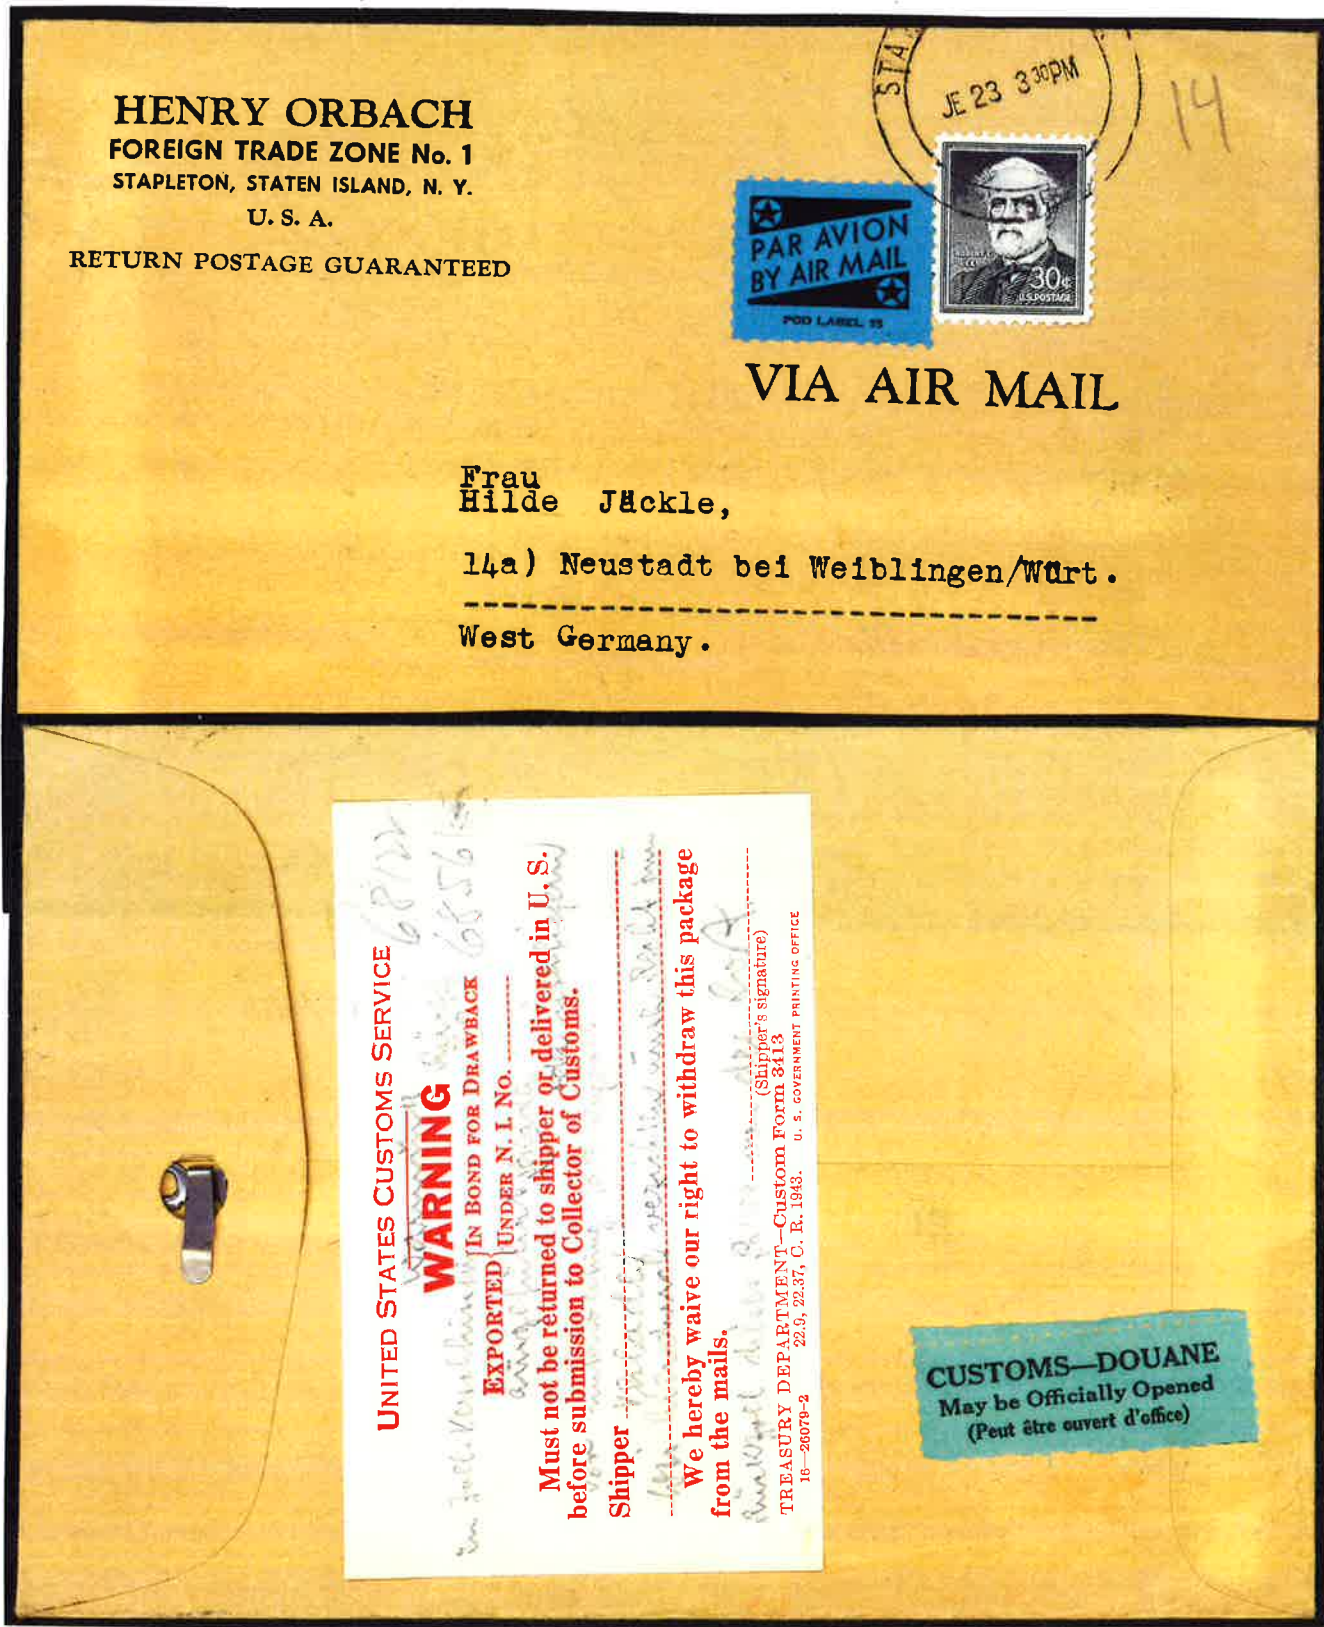 HENRY ORBACH
FOREIGN TRADE ZONE No. 1
STAPLETON, STATEN ISLAND, N. Y.
U. S. A.
RETURN POSTAGE GUARANTEED
STA
JE 23 3 30PM
14
PAR AVION
BY AIR MAIL
POD LABEL 19
30¢
U.S. POSTAGE
VIA AIR MAIL
Frau
Hilde Jäckle,
14a) Neustadt bei Weiblingen/Würt.
West Germany.
UNITED STATES CUSTOMS SERVICE
WARNING
EXPORTED { IN BOND FOR DRAWBACK
UNDER N. I. No.
Must not be returned to shipper or delivered in U. S.
before submission to Collector of Customs.
Shipper
We hereby waive our right to withdraw this package
from the mails.
(Shipper's signature)
TREASURY DEPARTMENT—Custom Form 3413
22.9, 22.37, C. R. 1943. U. S. GOVERNMENT PRINTING OFFICE
16—26079-2
CUSTOMS—DOUANE
May be Officially Opened
(Peut être ouvert d'office)